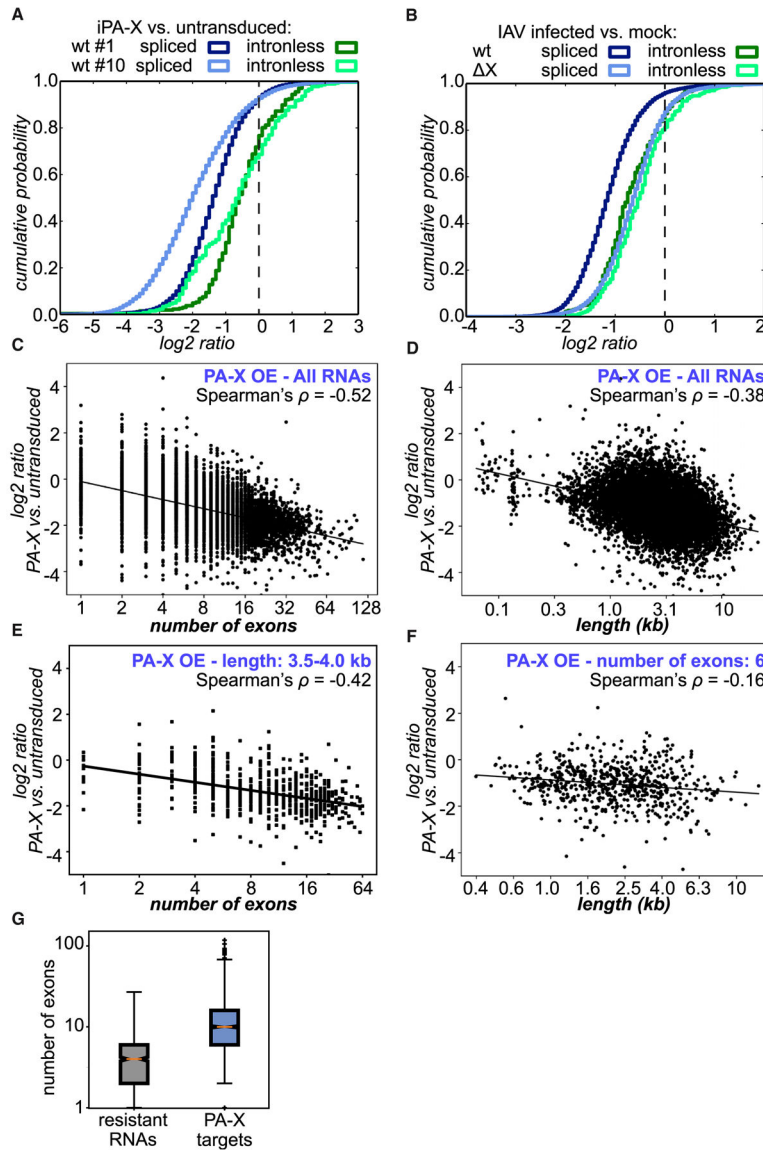 A
iPA-X vs. untransduced:
wt #1 spliced intronless
wt #10 spliced intronless
cumulative probability
1.0
0.8
0.6
0.4
0.2
0.0
-6 -5 -4 -3 -2 -1 0 1 2 3
log2 ratio
B
IAV infected vs. mock:
wt spliced intronless
ΔX spliced intronless
cumulative probability
1.0
0.8
0.6
0.4
0.2
0.0
-4 -3 -2 -1 0 1 2
log2 ratio
C
PA-X OE - All RNAs
Spearman's ρ = -0.52
log2 ratio
PA-X vs. untransduced
4
2
0
-2
-4
1 2 4 8 16 32 64 128
number of exons
D
PA-X OE - All RNAs
Spearman's ρ = -0.38
log2 ratio
PA-X vs. untransduced
4
2
0
-2
-4
0.1 0.3 1.0 3.1 10
length (kb)
E
PA-X OE - length: 3.5-4.0 kb
Spearman's ρ = -0.42
log2 ratio
PA-X vs. untransduced
4
2
0
-2
-4
1 2 4 8 16 64
number of exons
F
PA-X OE - number of exons: 6
Spearman's ρ = -0.16
log2 ratio
PA-X vs. untransduced
4
2
0
-2
-4
0.4 0.6 1.0 1.6 2.5 4.0 6.3 10
length (kb)
G
number of exons
100
10
1
resistant
RNAs
PA-X
targets